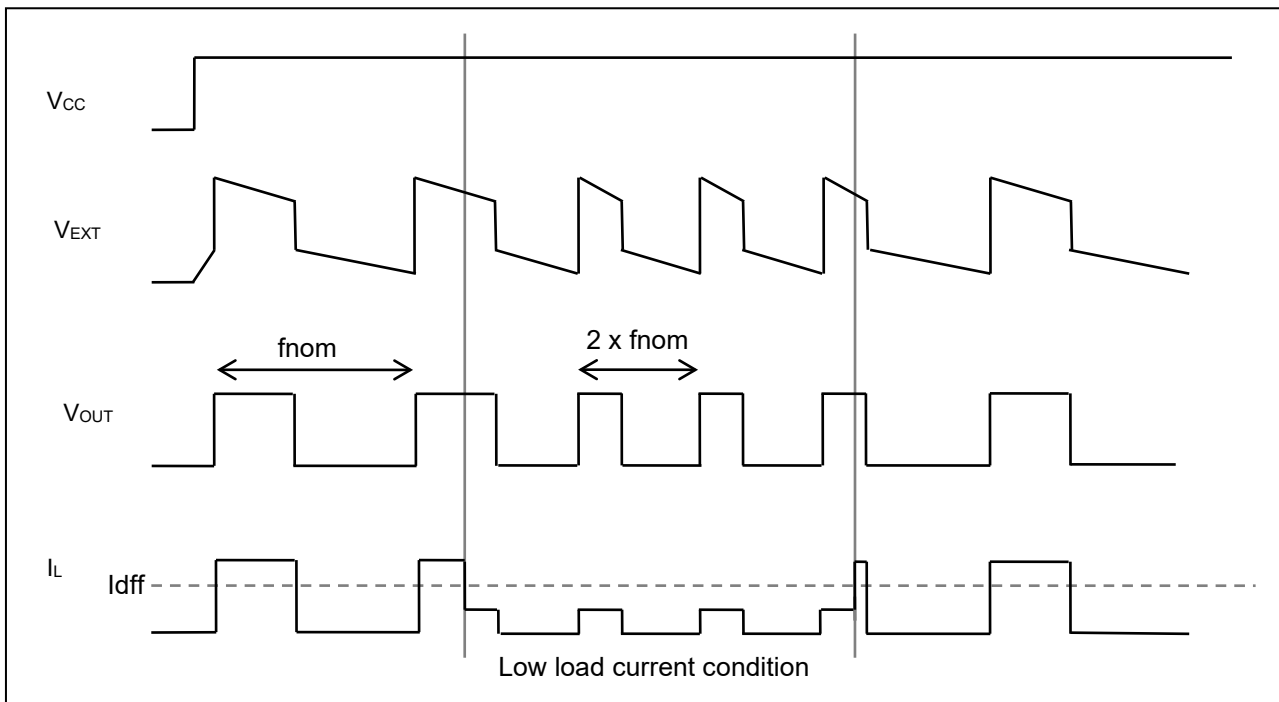 VCC
VEXT
fnom
2 x fnom
VOUT
IL
Idff
Low load current condition